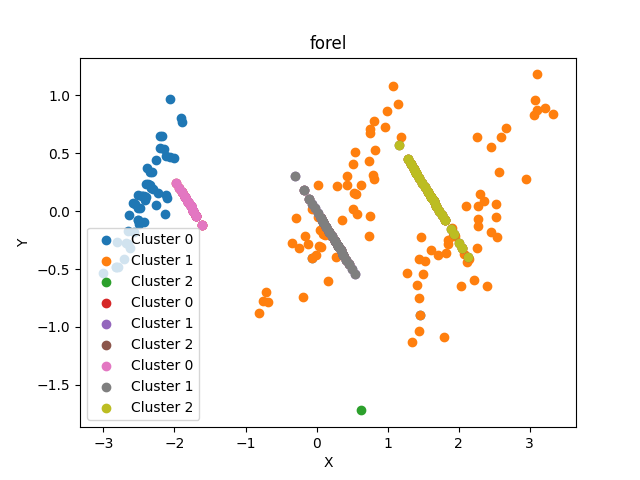 forel
1.0
0.5
0.0
−0.5
−1.0
−1.5
Y
Cluster 0
Cluster 1
Cluster 2
Cluster 0
Cluster 1
Cluster 2
Cluster 0
Cluster 1
Cluster 2
−3 −2 −1 0 1 2 3
X